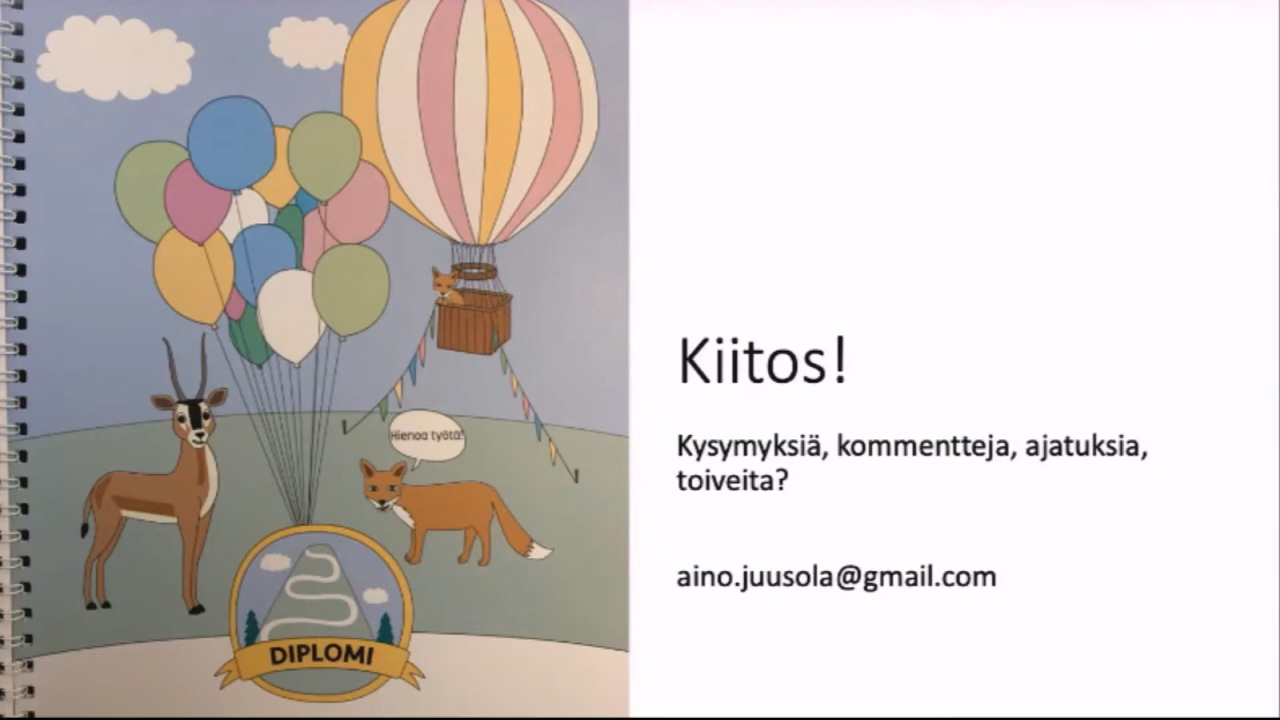 Hienoa työtä!
DIPLOMI
Kiitos!
Kysymyksiä, kommentteja, ajatuksia,
toiveita?
aino.juusola@gmail.com